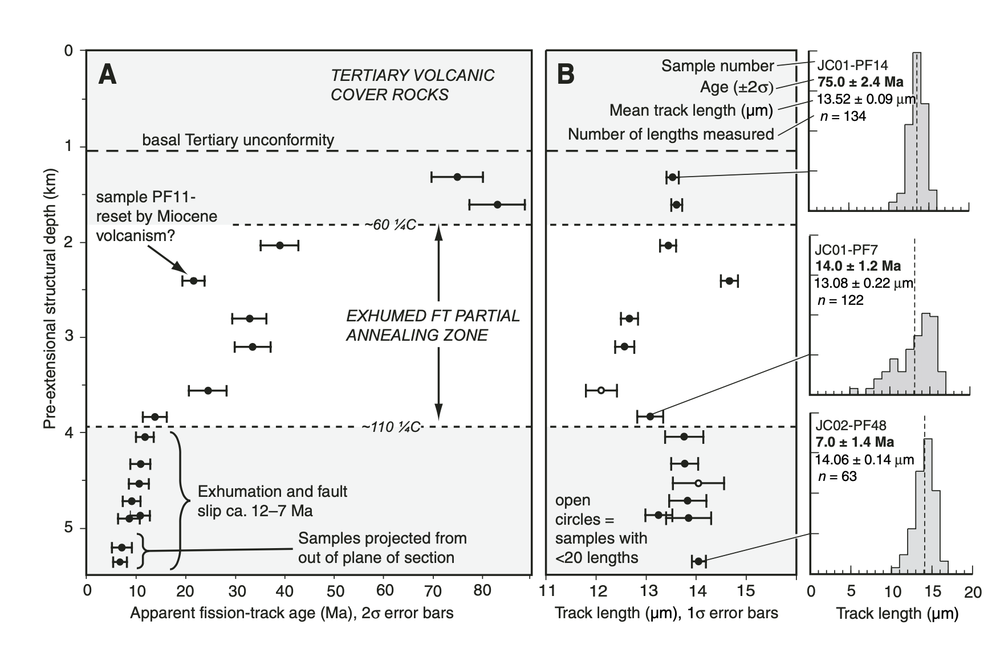 A
TERTIARY VOLCANIC
COVER ROCKS
basal Tertiary unconformity
sample PF11-
reset by Miocene
volcanism?
~60 ¼C
EXHUMED FT PARTIAL
ANNEALING ZONE
~110 ¼C
Exhumation and fault
slip ca. 12–7 Ma
Samples projected from
out of plane of section
Pre-extensional structural depth (km)
0
1
2
3
4
5
0 10 20 30 40 50 60 70 80
Apparent fission-track age (Ma), 2σ error bars
B
Sample number
Age (±2σ)
Mean track length (µm)
Number of lengths measured
open
circles =
samples with
<20 lengths
11 12 13 14 15
Track length (µm), 1σ error bars
JC01-PF14
75.0 ± 2.4 Ma
13.52 ± 0.09 µm
n = 134
JC01-PF7
14.0 ± 1.2 Ma
13.08 ± 0.22 µm
n = 122
JC02-PF48
7.0 ± 1.4 Ma
14.06 ± 0.14 µm
n = 63
0 5 10 15 20
Track length (µm)